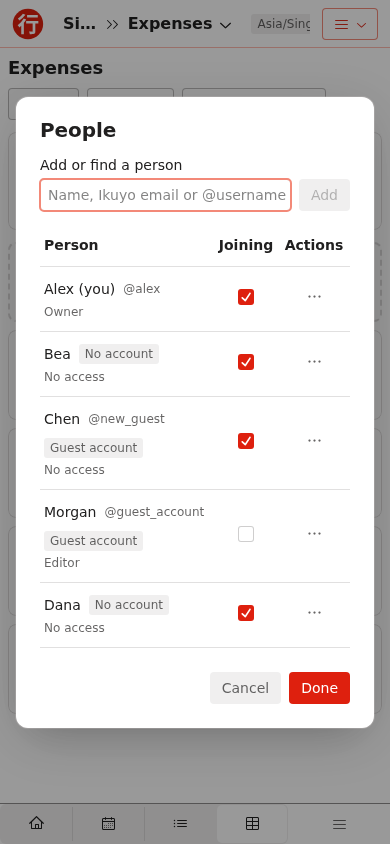 行 Si... Expenses Asia/Sing
Expenses
People
Add or find a person
Name, Ikuyo email or @username Add
Person Joining Actions
Alex (you) @alex
Owner
Bea No account
No access
Chen @new_guest
Guest account
No access
Morgan @guest_account
Guest account
Editor
Dana No account
No access
Cancel Done